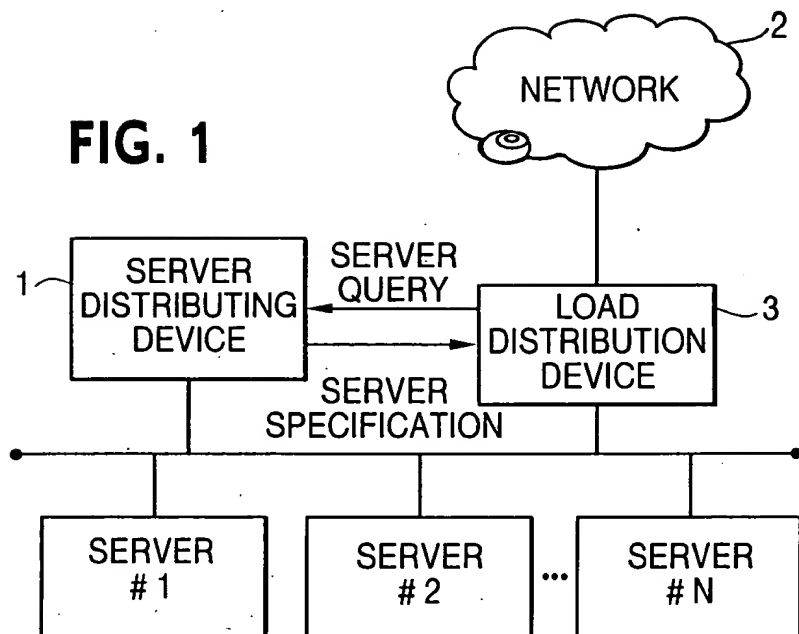 FIG. 1
NETWORK
2
1
SERVER
DISTRIBUTING
DEVICE
SERVER
QUERY
LOAD
DISTRIBUTION
DEVICE
3
SERVER
SPECIFICATION
SERVER
# 1
SERVER
# 2
...
SERVER
# N